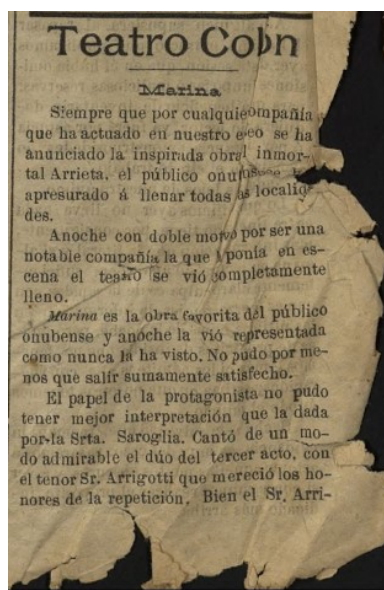 Teatro Colón
Marina
Siempre que por cualquie ompañía
que ha actuado en nuestro e co se ha
anunciado la inspirada obra l inmor-
tal Arrieta, el público onubense
apresurado á llenar todas as localid
des.
Anoche con doble motivo por ser una
notable compañía la que ponía en es-
cena el teatro se vió completamente
lleno.
Marina es la obra favorita del público
onubense y anoche la vió representada
como nunca la ha visto. No pudo por me-
nos que salir sumamente satisfecho.
El papel de la protagonista no pudo
tener mejor interpretación que la dada
por la Srta. Saroglia. Cantó de un mo-
do admirable el dúo del tercer acto, con
el tenor Sr. Arrigotti que mereció los ho-
nores de la repetición. Bien el Sr. Arri-